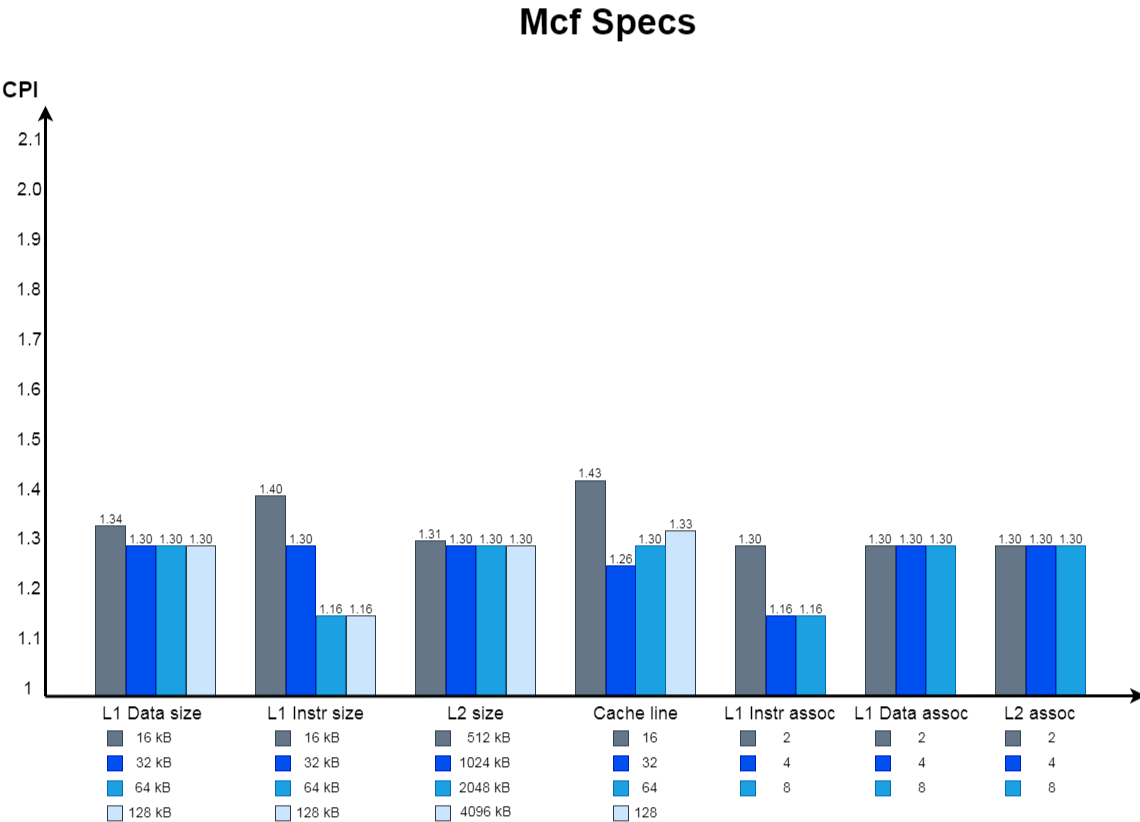 Mcf Specs
CPI
2.1
2.0
1.9
1.8
1.7
1.6
1.5
1.4
1.3
1.2
1.1
1
1.34 1.30 1.30 1.30
1.40 1.30 1.16 1.16
1.31 1.30 1.30 1.30
1.43 1.26 1.30 1.33
1.30 1.16 1.16
1.30 1.30 1.30
1.30 1.30 1.30
L1 Data size
16 kB
32 kB
64 kB
128 kB
L1 Instr size
16 kB
32 kB
64 kB
128 kB
L2 size
512 kB
1024 kB
2048 kB
4096 kB
Cache line
16
32
64
128
L1 Instr assoc
2
4
8
L1 Data assoc
2
4
8
L2 assoc
2
4
8